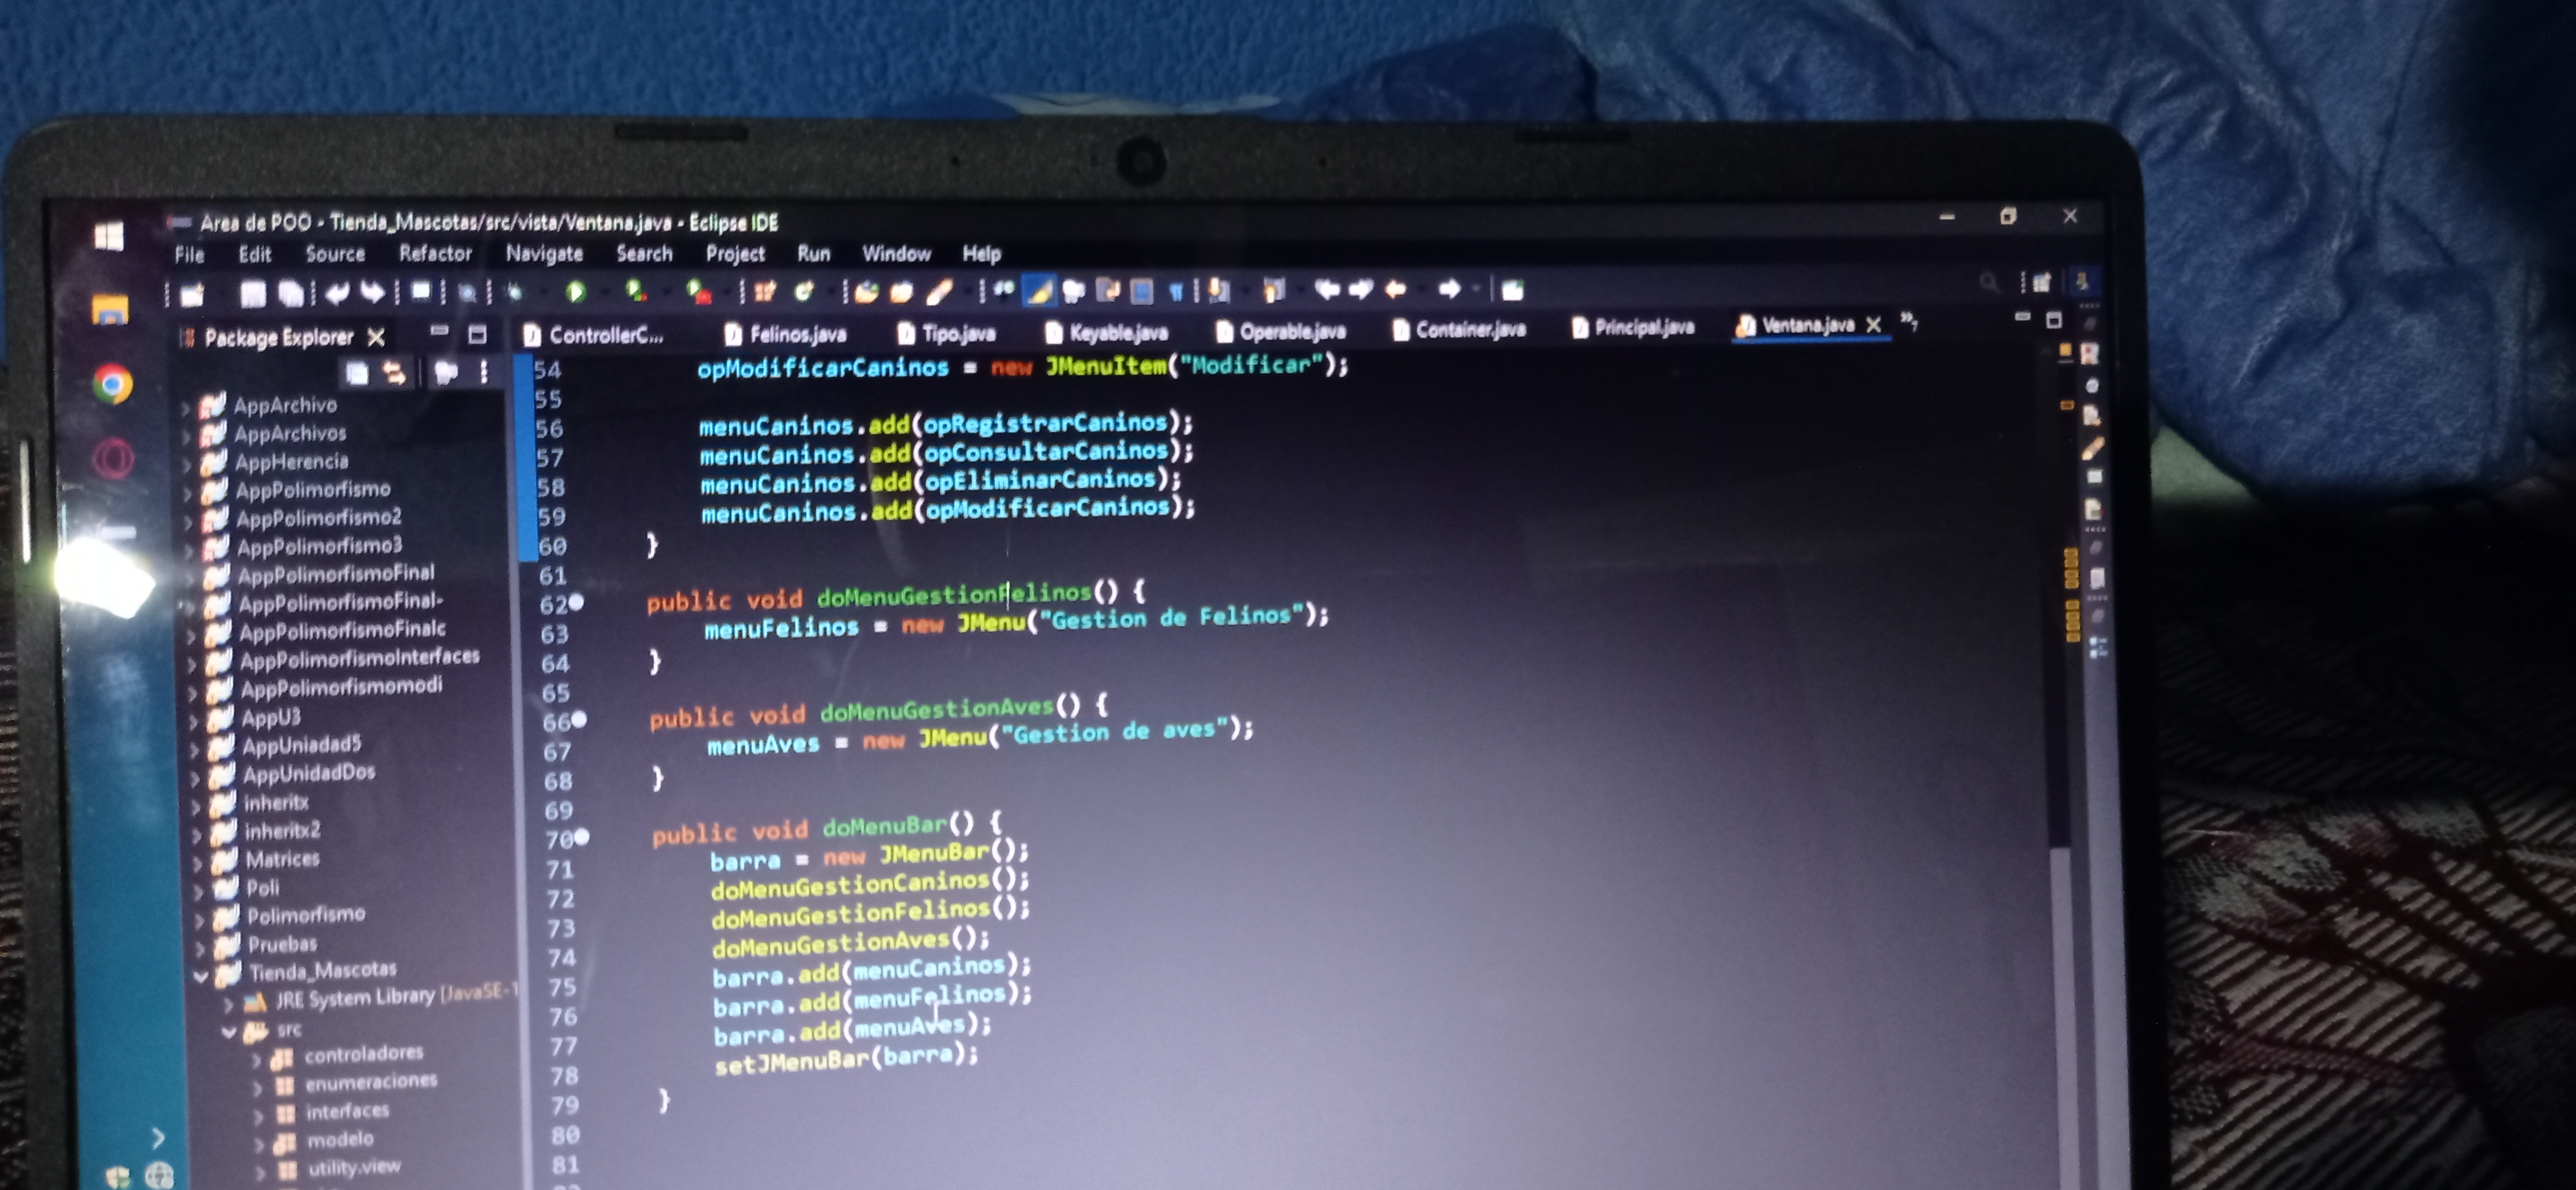 Area de POO - Tienda_Mascotas/src/vista/Ventana.java - Eclipse IDE
File Edit Source Refactor Navigate Search Project Run Window Help
Package Explorer
ControllerC... Felinos.java Tipo.java Keyable.java Operable.java Container.java Principal.java Ventana.java
AppArchivo
AppArchivos
AppHerencia
AppPolimorfismo
AppPolimorfismo2
AppPolimorfismo3
AppPolimorfismoFinal
AppPolimorfismoFinal-
AppPolimorfismoFinalc
AppPolimorfismoInterfaces
AppPolimorfismomodi
AppU3
AppUniadad5
AppUnidadDos
inheritx
inheritx2
Matrices
Poli
Polimorfismo
Pruebas
Tienda_Mascotas
JRE System Library [JavaSE-1
src
controladores
enumeraciones
interfaces
modelo
utility.view
54 opModificarCaninos = new JMenuItem("Modificar");
55
56 menuCaninos.add(opRegistrarCaninos);
57 menuCaninos.add(opConsultarCaninos);
58 menuCaninos.add(opEliminarCaninos);
59 menuCaninos.add(opModificarCaninos);
60 }
61
62 public void doMenuGestionFelinos() {
63 menuFelinos = new JMenu("Gestion de Felinos");
64 }
65
66 public void doMenuGestionAves() {
67 menuAves = new JMenu("Gestion de aves");
68 }
69
70 public void doMenuBar() {
71 barra = new JMenuBar();
72 doMenuGestionCaninos();
73 doMenuGestionFelinos();
74 doMenuGestionAves();
75 barra.add(menuCaninos);
76 barra.add(menuFelinos);
77 barra.add(menuAves);
78 setJMenuBar(barra);
79 }
80
81